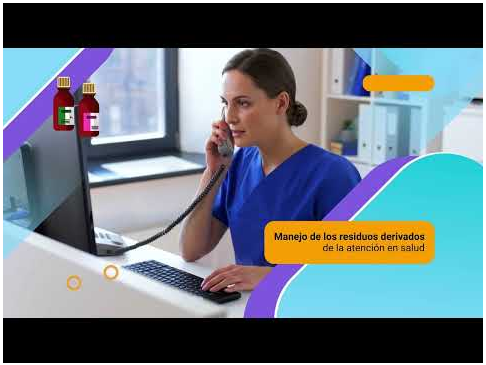 Manejo de los residuos derivados
de la atención en salud